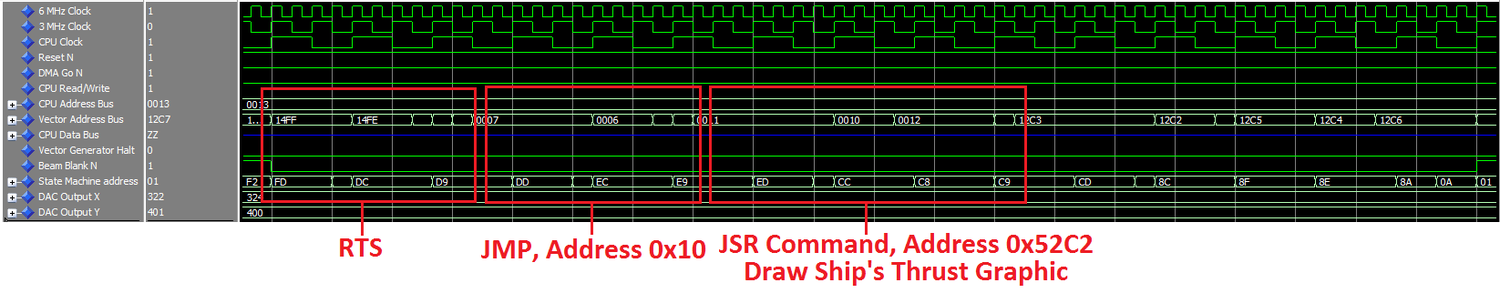 6 MHz Clock 1
3 MHz Clock 0
CPU Clock 1
Reset N 1
DMA Go N 1
CPU Read/Write 1
CPU Address Bus 0013 0013
Vector Address Bus 12C7 1... 14FF 14FE 0007 0006 0011 0010 0012 12C3 12C2 12C5 12C4 12C6
CPU Data Bus ZZ
Vector Generator Halt 0
Beam Blank N 1
State Machine address 01 F2 FD DC D9 DD EC E9 ED CC C8 C9 CD 8C 8F 8E 8A 0A 01
DAC Output X 322 324
DAC Output Y 401 400
RTS
JMP, Address 0x10
JSR Command, Address 0x52C2
Draw Ship's Thrust Graphic